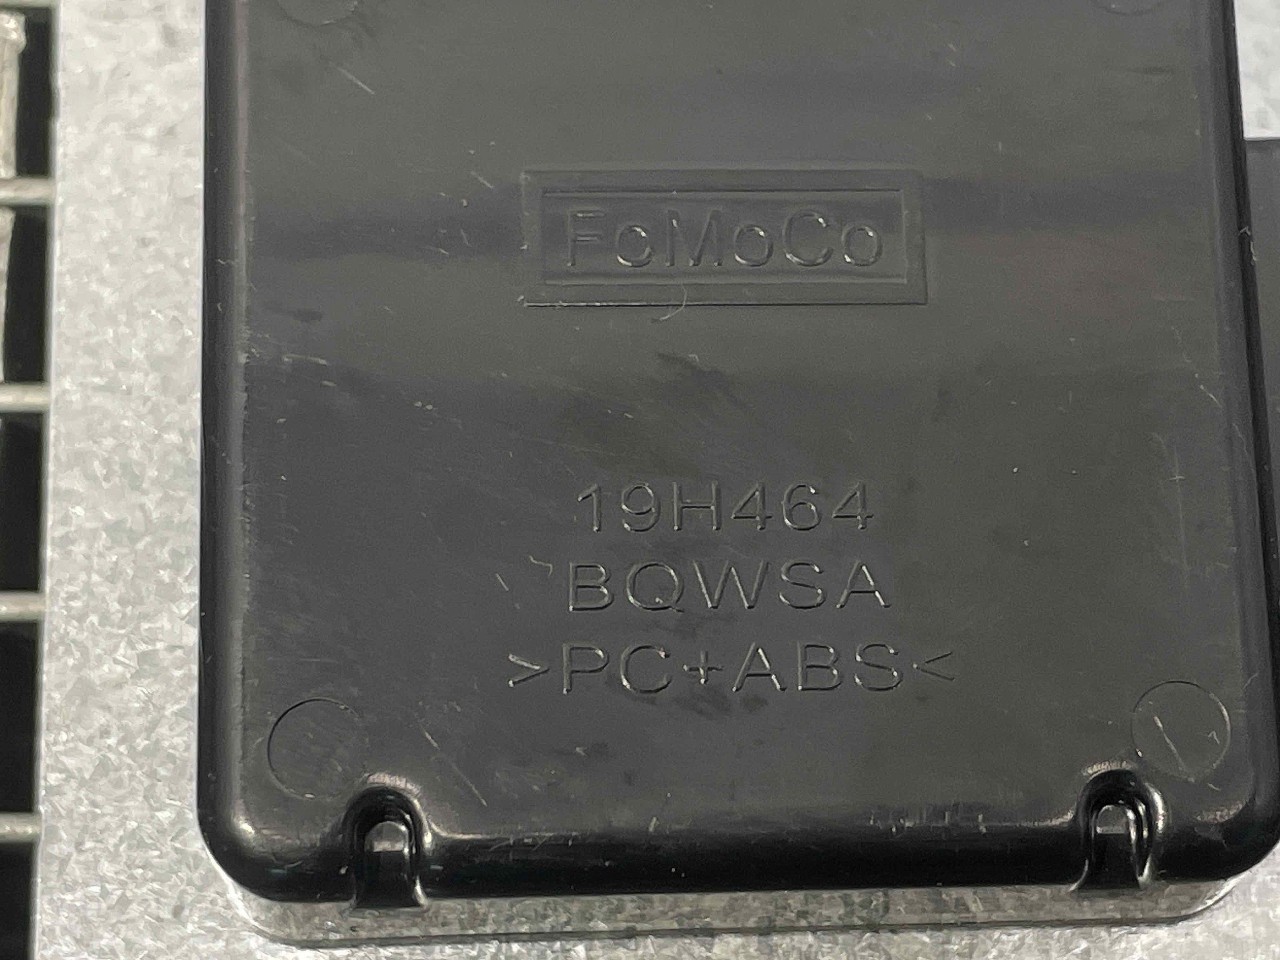 FoMoCo
19H464
BQWSA
>PC+ABS<